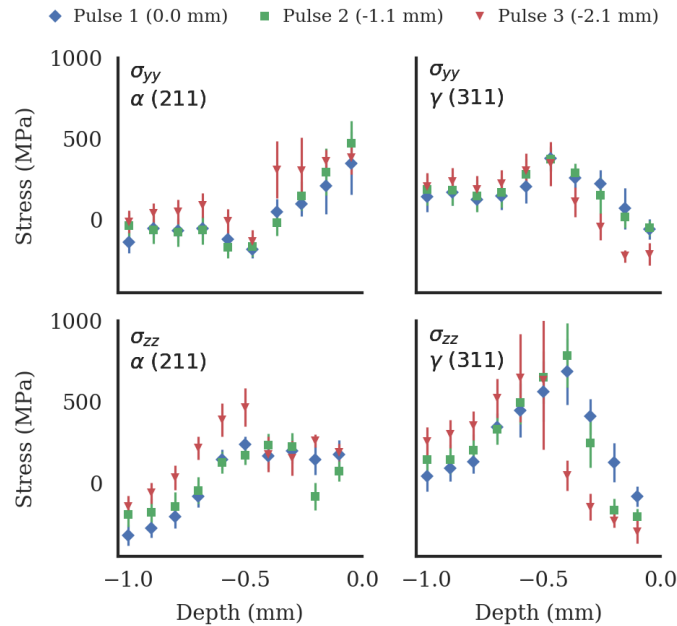 Pulse 1 (0.0 mm) Pulse 2 (-1.1 mm) Pulse 3 (-2.1 mm)
1000
500
0
Stress (MPa)
σyy
α (211)
σyy
γ (311)
1000
500
0
Stress (MPa)
σzz
α (211)
σzz
γ (311)
−1.0 −0.5 0.0
Depth (mm)
−1.0 −0.5 0.0
Depth (mm)